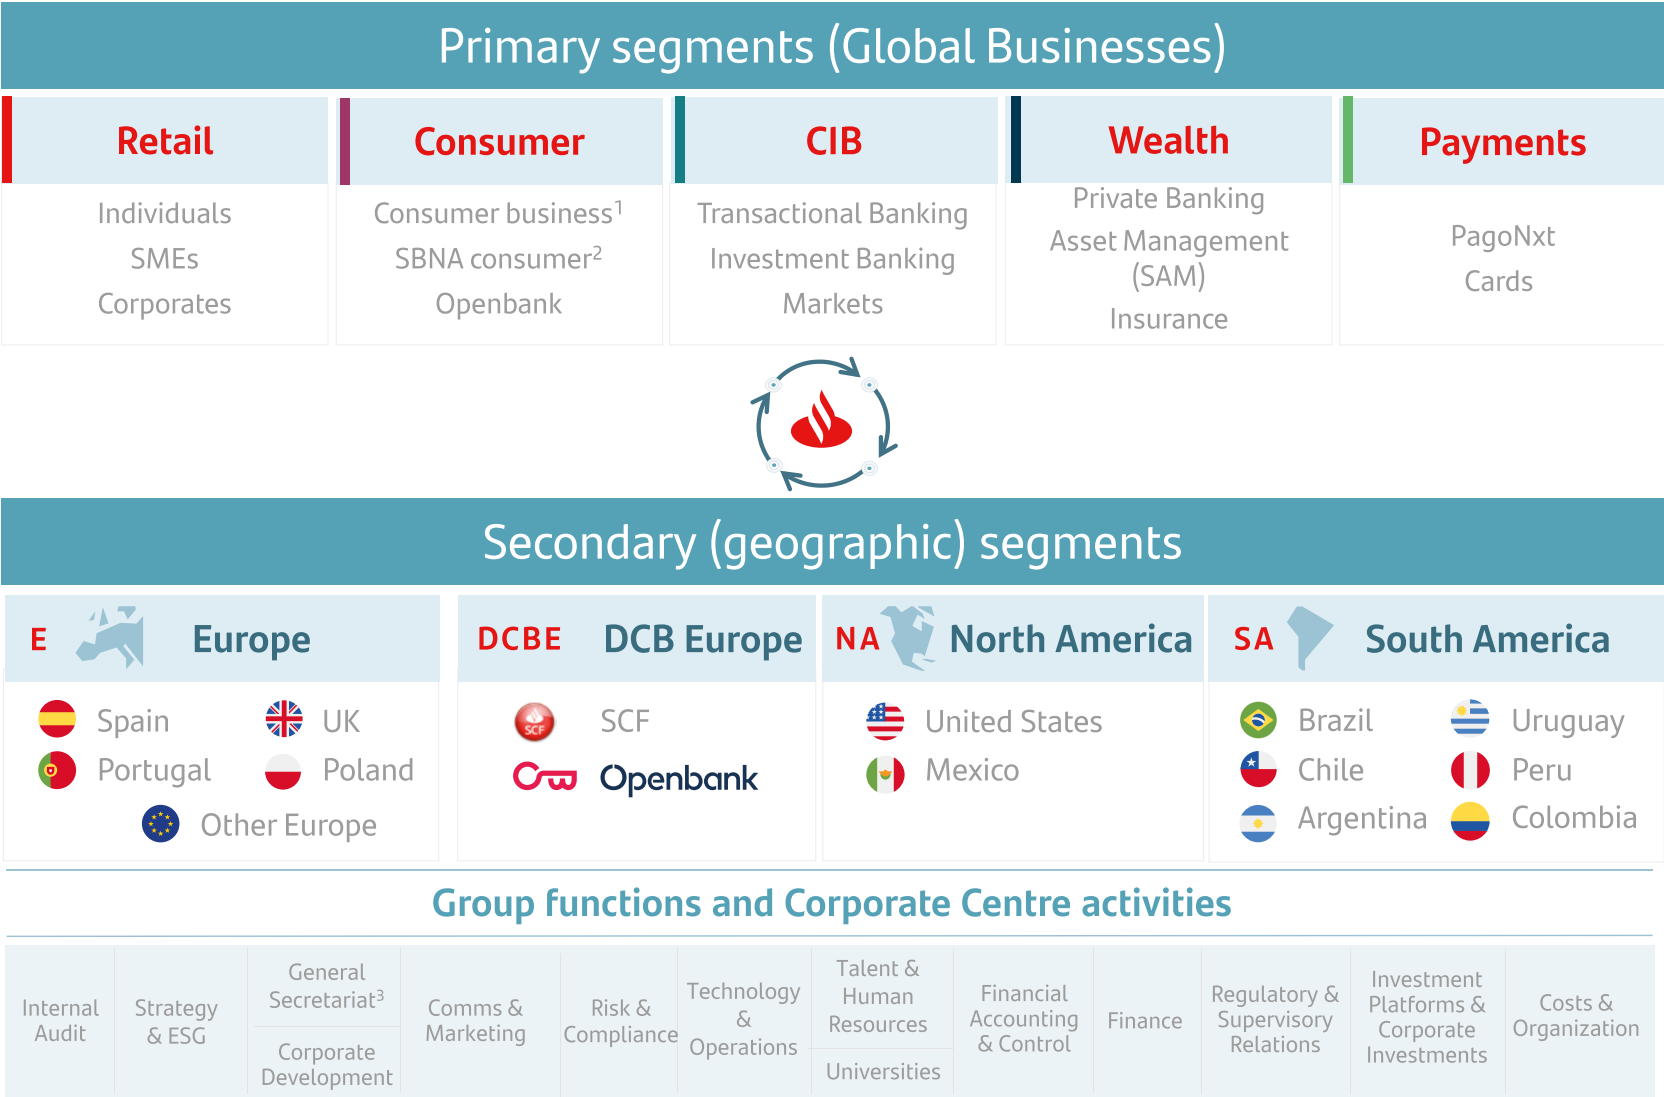 Primary segments (Global Businesses)
Retail
Individuals
SMEs
Corporates
Consumer
Consumer business¹
SBNA consumer²
Openbank
CIB
Transactional Banking
Investment Banking
Markets
Wealth
Private Banking
Asset Management
(SAM)
Insurance
Payments
PagoNxt
Cards
Secondary (geographic) segments
E Europe
Spain
UK
Portugal
Poland
Other Europe
DCBE DCB Europe
SCF SCF
Openbank
NA North America
United States
Mexico
SA South America
Brazil
Uruguay
Chile
Peru
Argentina
Colombia
Group functions and Corporate Centre activities
Internal
Audit
Strategy
& ESG
General
Secretariat³
Corporate
Development
Comms &
Marketing
Risk &
Compliance
Technology
&
Operations
Talent &
Human
Resources
Universities
Financial
Accounting
& Control
Finance
Regulatory &
Supervisory
Relations
Investment
Platforms &
Corporate
Investments
Costs &
Organization